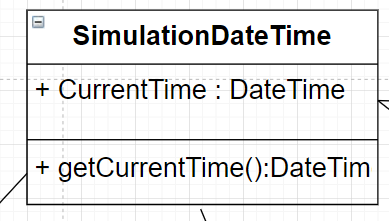 SimulationDateTime
+ CurrentTime : DateTime
+ getCurrentTime():DateTim